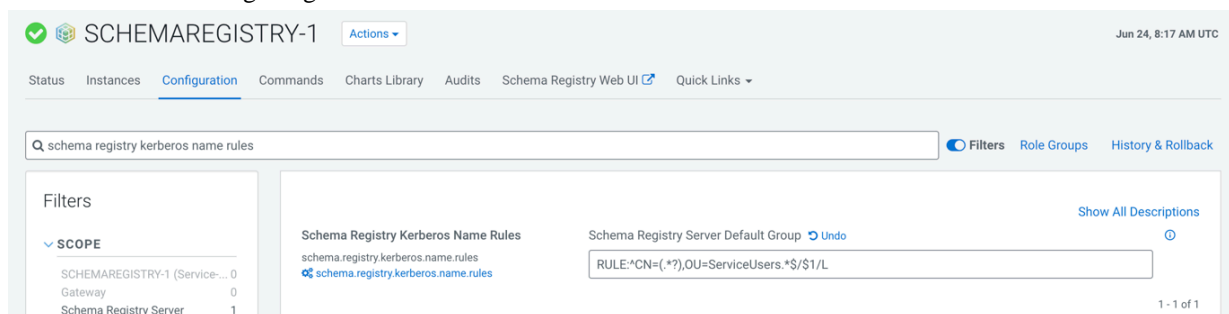 SCHEMAREGISTRY-1 Actions Jun 24, 8:17 AM UTC
Status Instances Configuration Commands Charts Library Audits Schema Registry Web UI Quick Links
schema registry kerberos name rules Filters Role Groups History & Rollback
Filters
Show All Descriptions
SCOPE
Schema Registry Kerberos Name Rules Schema Registry Server Default Group Undo
schema.registry.kerberos.name.rules
schema.registry.kerberos.name.rules
RULE:^CN=(.*?),OU=ServiceUsers.*$/$1/L
SCHEMAREGISTRY-1 (Service-... 0
Gateway 0
Schema Registry Server 1
1 - 1 of 1